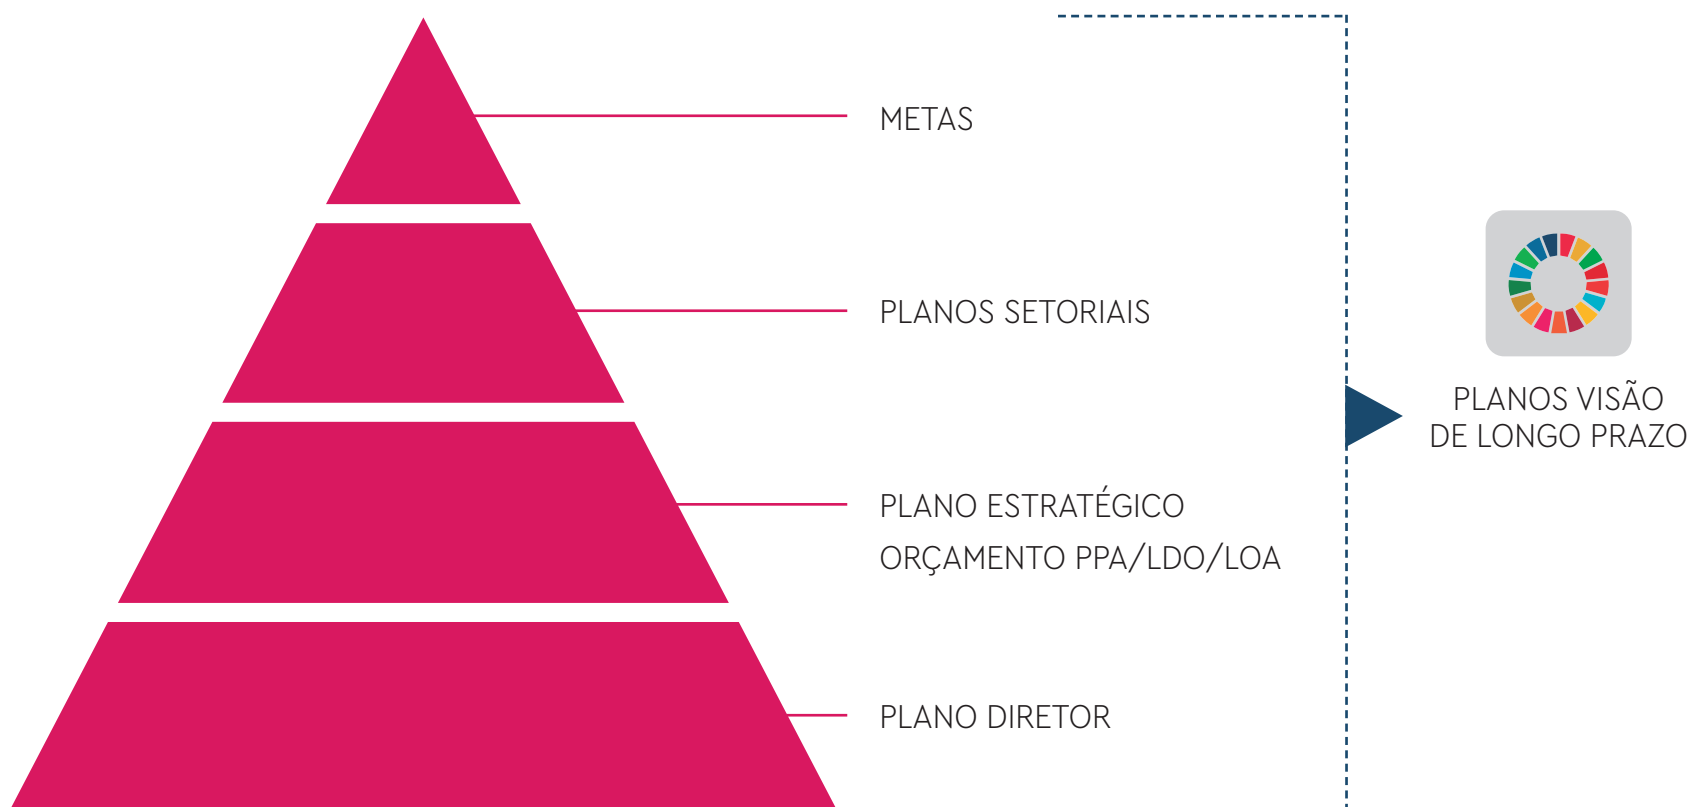 METAS
PLANOS SETORIAIS
PLANO ESTRATÉGICO
ORÇAMENTO PPA/LDO/LOA
PLANO DIRETOR
PLANOS VISÃO
DE LONGO PRAZO